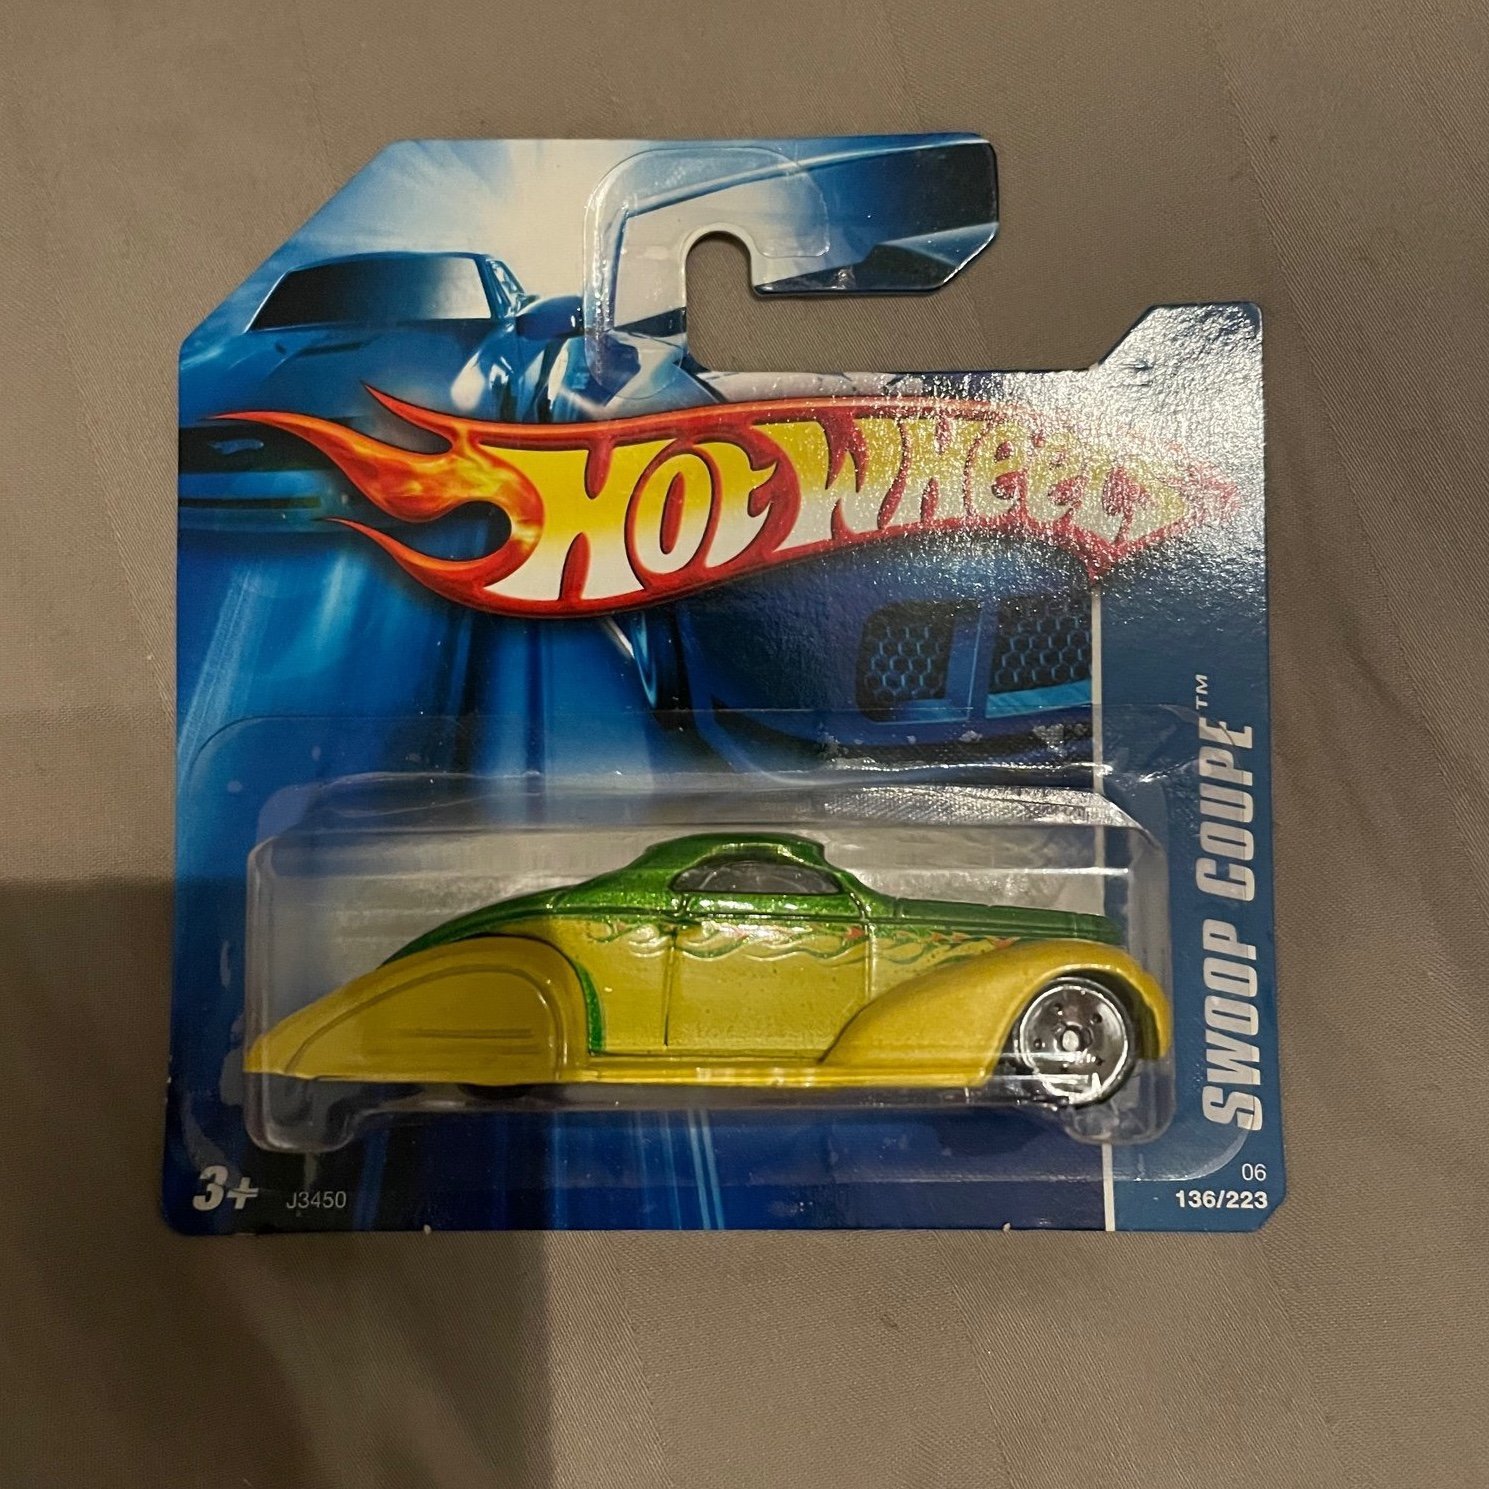 HOT WHEELS
SWOOP COUPE™
3+
J3450
06
136/223